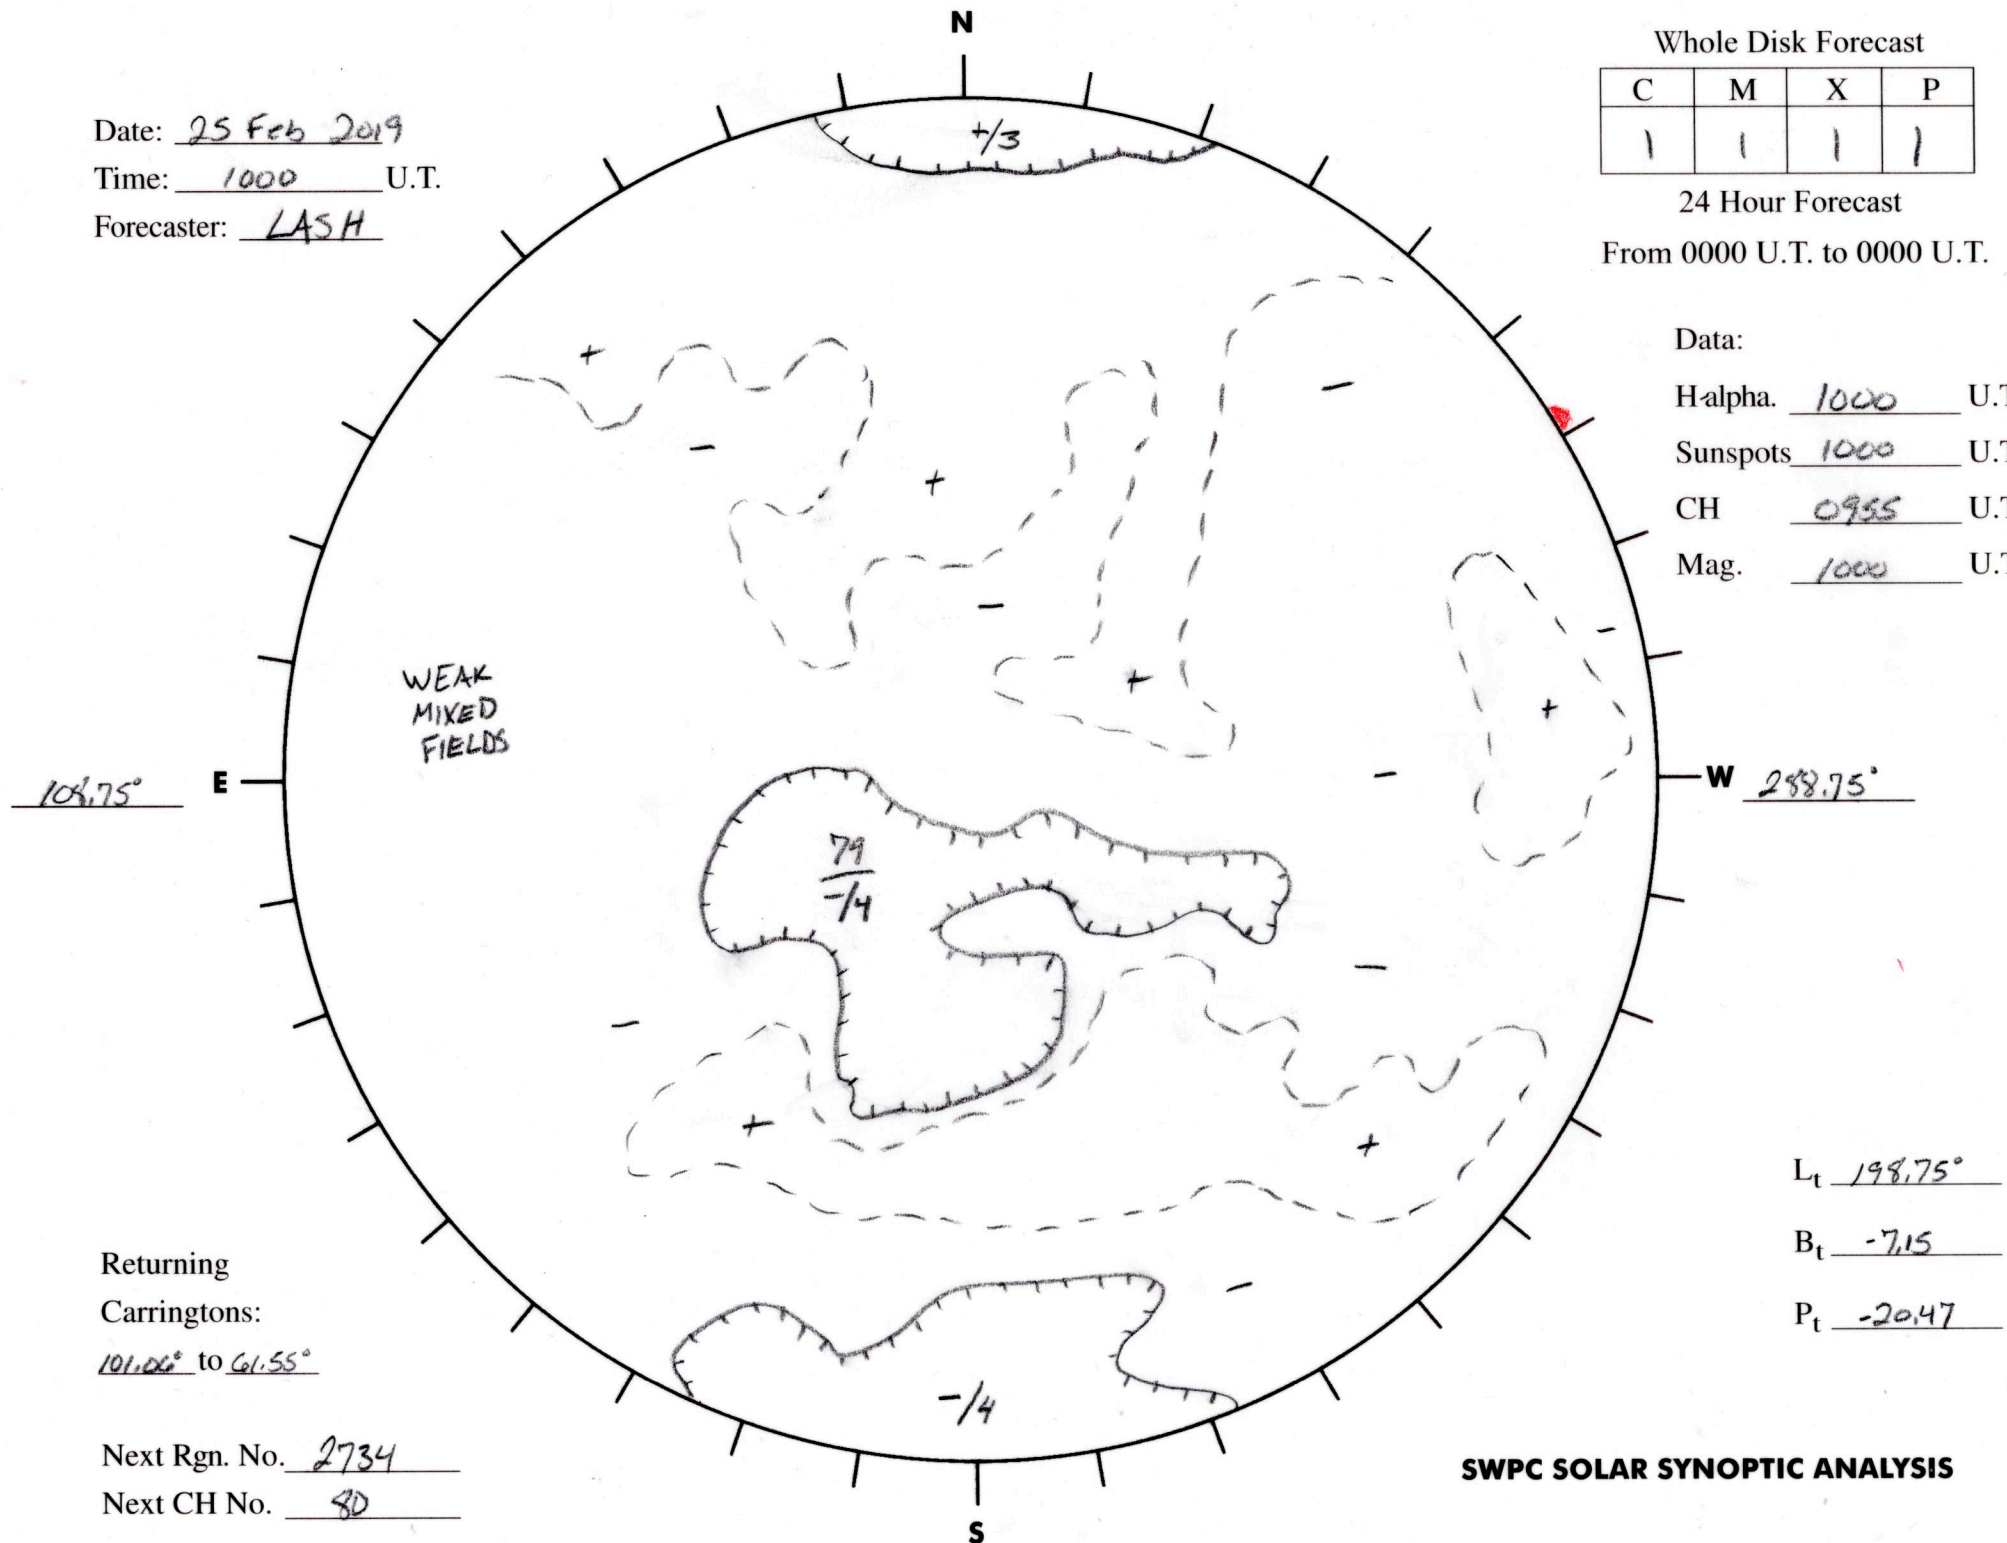 N
Date: 25 Feb 2019
Time: 1000 U.T.
Forecaster: LASH
Whole Disk Forecast
C M X P
1 1 1 1
24 Hour Forecast
From 0000 U.T. to 0000 U.T.
Data:
H-alpha. 1000 U.T
Sunspots 1000 U.T
CH 0955 U.T
Mag. 1000 U.T
+/3
+
-
-
+
-
-
+
+
WEAK
MIXED
FIELDS
108.75° E
-
W 288.75°
79
-/4
-
-
+
+
-
-/4
Lt 198.75°
Bt -7.15
Pt -20.47
Returning
Carringtons:
101.06° to 61.55°
Next Rgn. No. 2734
Next CH No. 80
SWPC SOLAR SYNOPTIC ANALYSIS
S